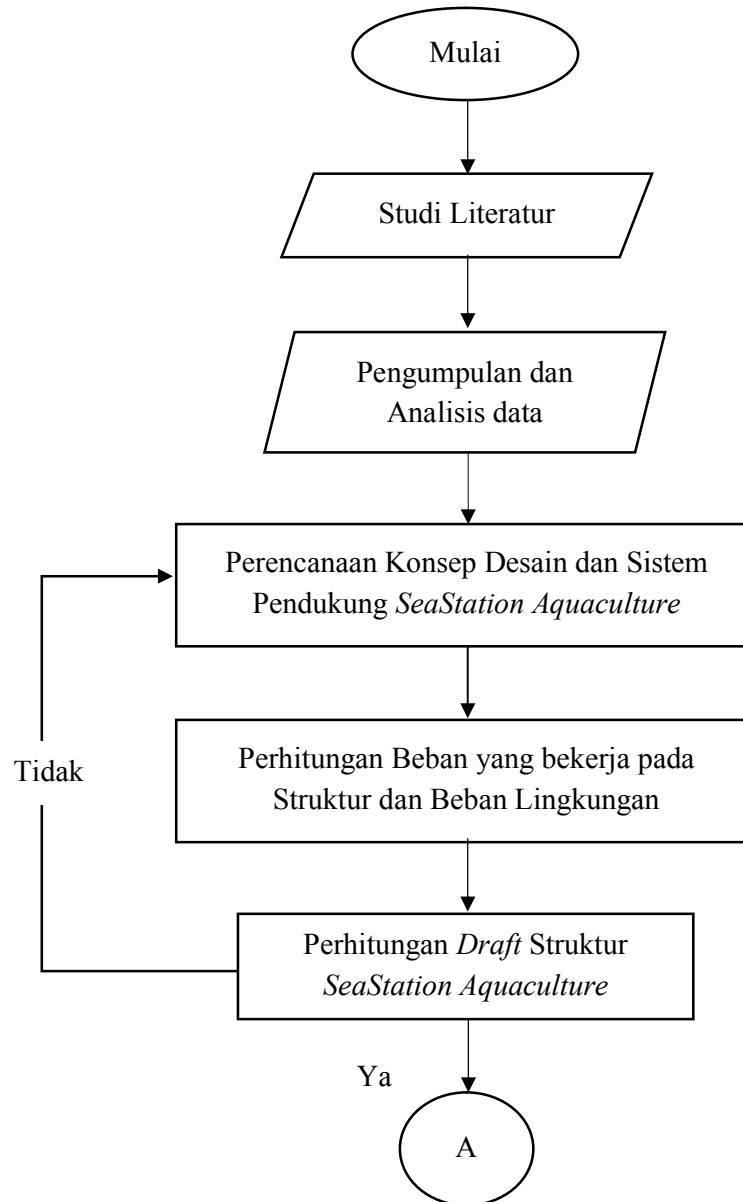 Mulai
Studi Literatur
Pengumpulan dan
Analisis data
Perencanaan Konsep Desain dan Sistem
Pendukung SeaStation Aquaculture
Tidak
Perhitungan Beban yang bekerja pada
Struktur dan Beban Lingkungan
Perhitungan Draft Struktur
SeaStation Aquaculture
Ya
A